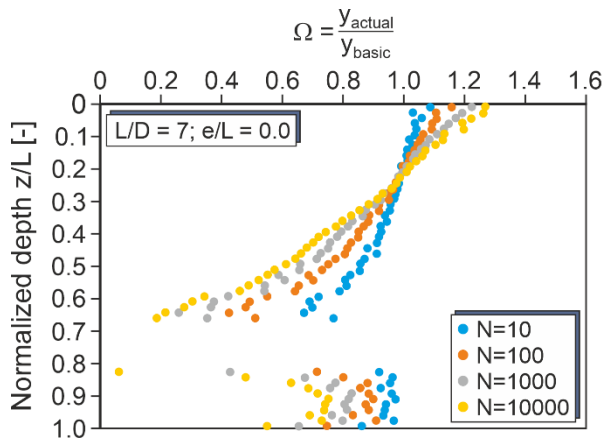 Ω = y_actual / y_basic
0 0.2 0.4 0.6 0.8 1.0 1.2 1.4 1.6
Normalized depth z/L [-]
0
0.1
0.2
0.3
0.4
0.5
0.6
0.7
0.8
0.9
1.0
L/D = 7; e/L = 0.0
N=10
N=100
N=1000
N=10000